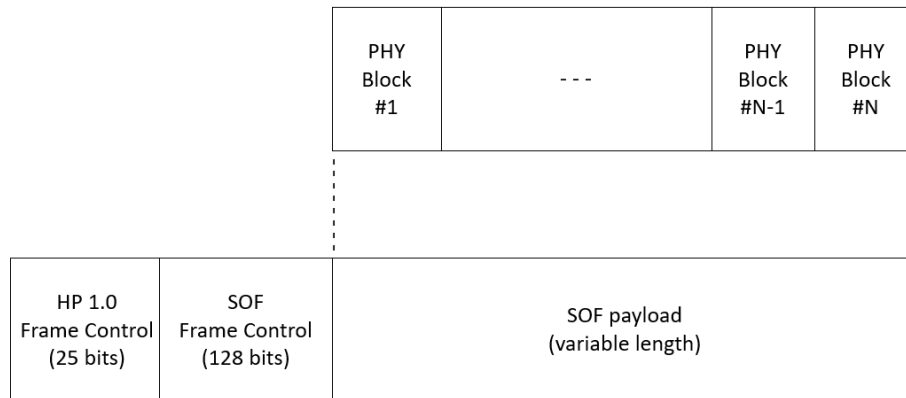 PHY
Block
#1
- - -
PHY
Block
#N-1
PHY
Block
#N
HP 1.0
Frame Control
(25 bits)
SOF
Frame Control
(128 bits)
SOF payload
(variable length)